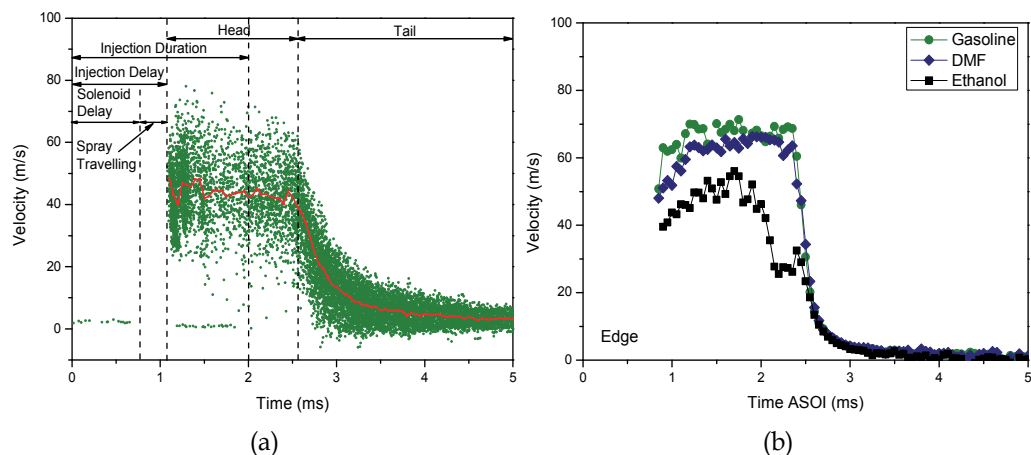 100
80
60
40
20
0
Velocity (m/s)
Head
Tail
Injection Duration
Injection Delay
Solenoid
Delay
Spray
Travelling
0 1 2 3 4 5
Time (ms)
(a)
100
80
60
40
20
0
Velocity (m/s)
Gasoline
DMF
Ethanol
Edge
1 2 3 4 5
Time ASOI (ms)
(b)